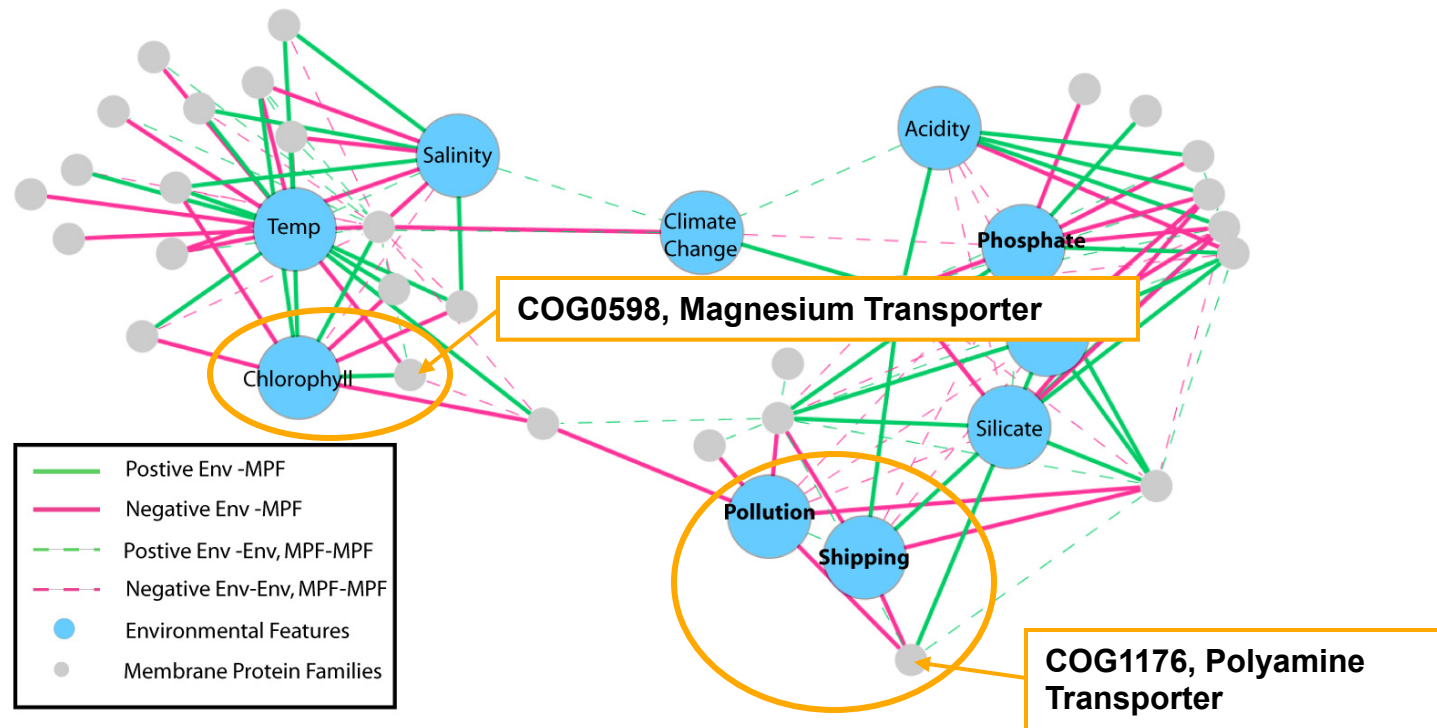 Salinity
Acidity
Temp
Climate
Change
Phosphate
COG0598, Magnesium Transporter
Chlorophyll
Silicate
Pollution
Shipping
Postive Env -MPF
Negative Env -MPF
Postive Env -Env, MPF-MPF
Negative Env-Env, MPF-MPF
Environmental Features
Membrane Protein Families
COG1176, Polyamine
Transporter